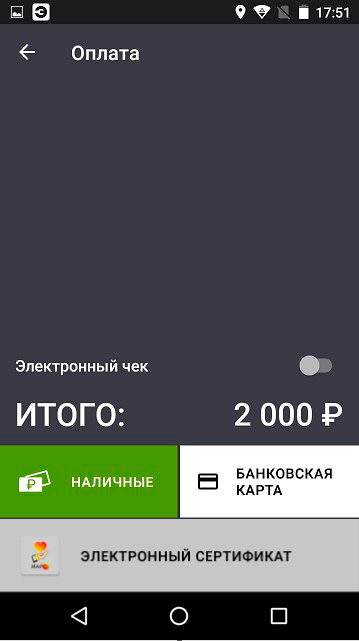 17:51
Оплата
Электронный чек
ИТОГО: 2 000 ₽
НАЛИЧНЫЕ
БАНКОВСКАЯ
КАРТА
ЭЛЕКТРОННЫЙ СЕРТИФИКАТ